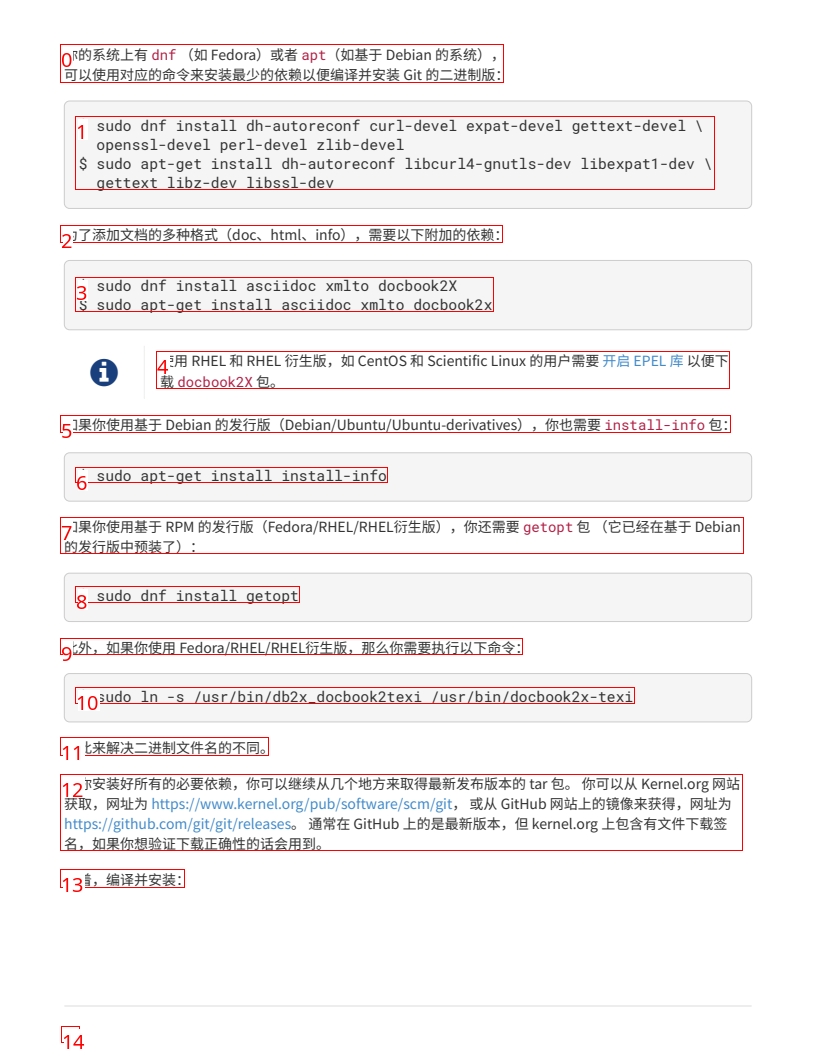 的系统上有 dnf （如 Fedora）或者 apt（如基于 Debian 的系统），
可以使用对应的命令来安装最少的依赖以便编译并安装 Git 的二进制版：
sudo dnf install dh-autoreconf curl-devel expat-devel gettext-devel \
openssl-devel perl-devel zlib-devel
$ sudo apt-get install dh-autoreconf libcurl4-gnutls-dev libexpat1-dev \
gettext libz-dev libssl-dev
了添加文档的多种格式（doc、html、info），需要以下附加的依赖：
sudo dnf install asciidoc xmlto docbook2X
$ sudo apt-get install asciidoc xmlto docbook2x
用 RHEL 和 RHEL 衍生版，如 CentOS 和 Scientific Linux 的用户需要 开启 EPEL 库 以便下
载 docbook2X 包。
果你使用基于 Debian 的发行版（Debian/Ubuntu/Ubuntu-derivatives），你也需要 install-info 包：
sudo apt-get install install-info
果你使用基于 RPM 的发行版（Fedora/RHEL/RHEL衍生版），你还需要 getopt 包 （它已经在基于 Debian
的发行版中预装了）：
sudo dnf install getopt
外，如果你使用 Fedora/RHEL/RHEL衍生版，那么你需要执行以下命令：
sudo ln -s /usr/bin/db2x_docbook2texi /usr/bin/docbook2x-texi
来解决二进制文件名的不同。
安装好所有的必要依赖，你可以继续从几个地方来取得最新发布版本的 tar 包。 你可以从 Kernel.org 网站
获取，网址为 https://www.kernel.org/pub/software/scm/git， 或从 GitHub 网站上的镜像来获得，网址为
https://github.com/git/git/releases。 通常在 GitHub 上的是最新版本，但 kernel.org 上包含有文件下载签
名，如果你想验证下载正确性的话会用到。
，编译并安装：
0
1
2
3
4
5
6
7
8
9
10
11
12
13
14